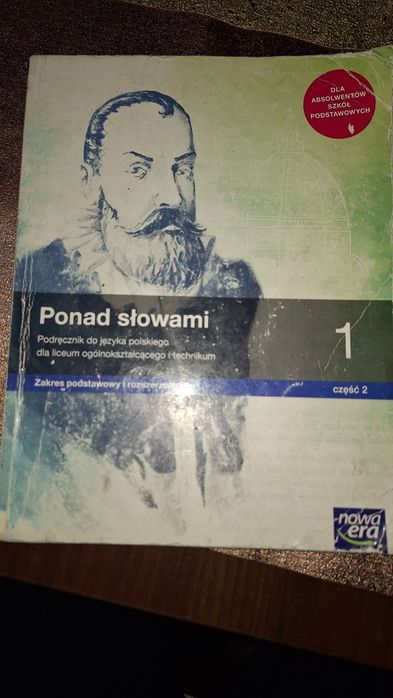 DLA
ABSOLWENTÓW
SZKÓŁ
PODSTAWOWYCH
Ponad słowami
Podręcznik do języka polskiego
dla liceum ogólnokształcącego i technikum
1
Zakres podstawowy i rozszerzony
część 2
nowa
era